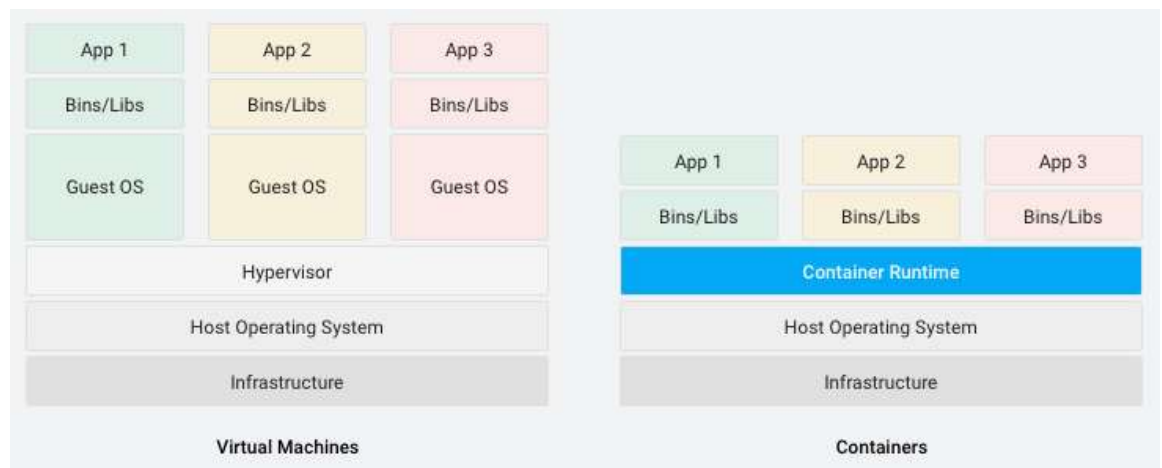 App 1
App 2
App 3
Bins/Libs
Bins/Libs
Bins/Libs
Guest OS
Guest OS
Guest OS
Hypervisor
Host Operating System
Infrastructure
Virtual Machines
App 1
App 2
App 3
Bins/Libs
Bins/Libs
Bins/Libs
Container Runtime
Host Operating System
Infrastructure
Containers